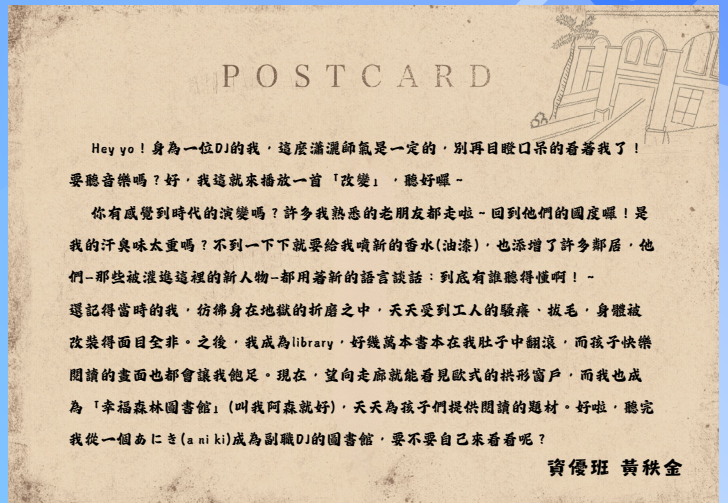 POSTCARD
Hey yo！身為一位DJ的我，這麼瀟灑帥氣是一定的，別再目瞪口呆的看著我了！
要聽音樂嗎？好，我這就來播放一首「改變」，聽好囉~
你有感覺到時代的演變嗎？許多我熟悉的老朋友都走啦~回到他們的國度囉！是
我的汗臭味太重嗎？不到一下下就要給我噴新的香水(油漆)，也添增了許多鄰居，他
們-那些被灌進這裡的新人物-都用著新的語言談話：到底有誰聽得懂啊！~
還記得當時的我，彷彿身在地獄的折磨之中，天天受到工人的騷癢、拔毛，身體被
改裝得面目全非。之後，我成為library，好幾萬本書本在我肚子中翻滾，而孩子快樂
閱讀的畫面也都會讓我飽足。現在，望向走廊就能看見歐式的拱形窗戶，而我也成
為「幸福森林圖書館」(叫我阿森就好)，天天為孩子們提供閱讀的題材。好啦，聽完
我從一個あにき(a ni ki)成為副職DJ的圖書館，要不要自己來看看呢？
資優班 黃秩金